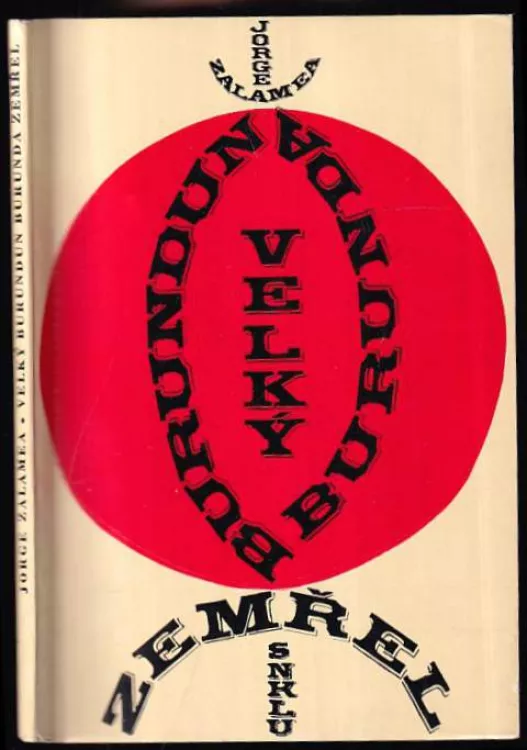 JORGE
ZALAMEA
VELKÝ
BURUNDUN
BURUNDA
ZEMŘEL
SNKLU
JORGE ZALAMEA - VELKÝ BURUNDUN BURUNDA ZEMŘEL